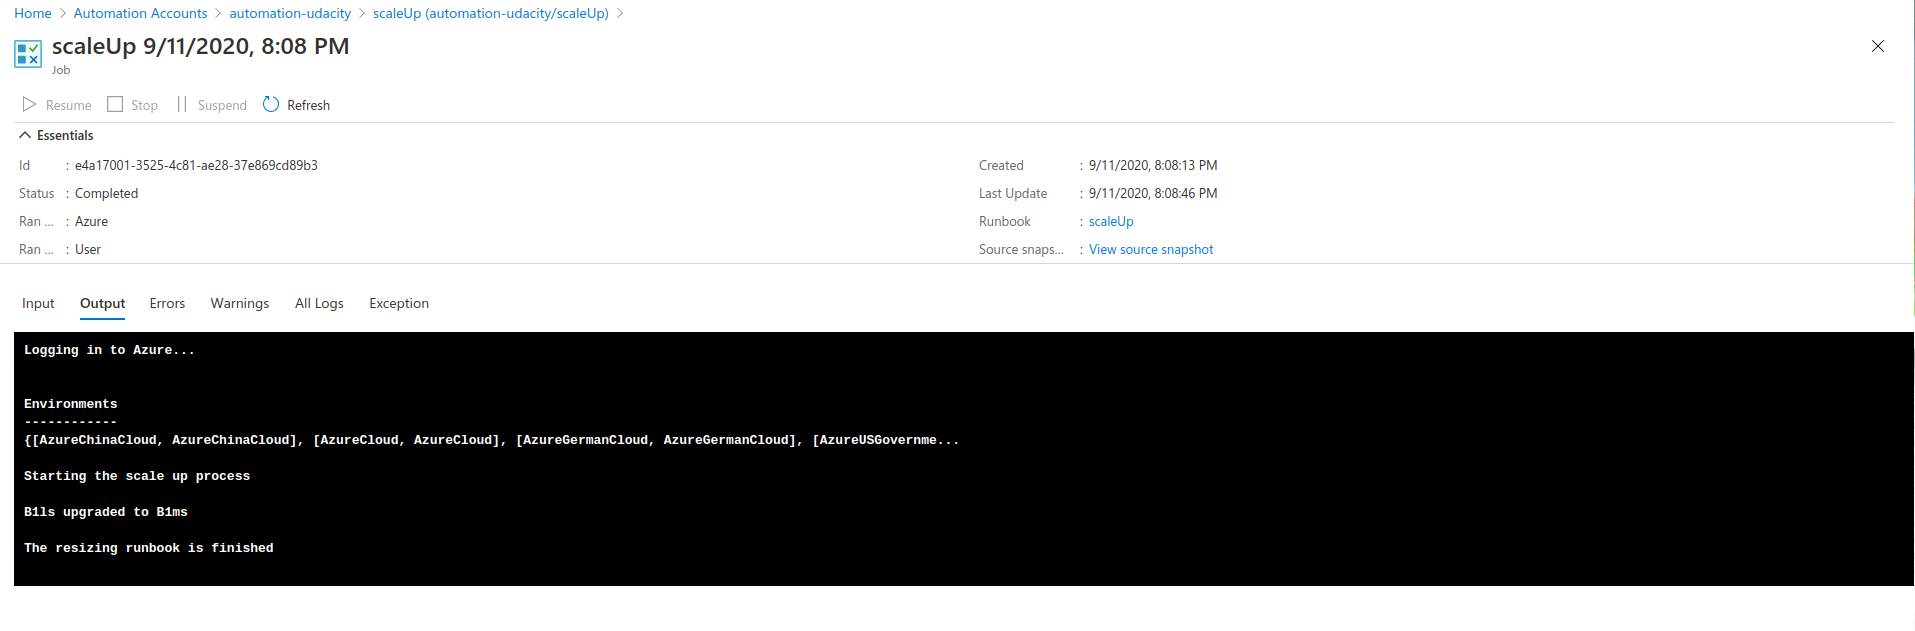 Home > Automation Accounts > automation-udacity > scaleUp (automation-udacity/scaleUp) >
scaleUp 9/11/2020, 8:08 PM
Job
Resume Stop Suspend Refresh
Essentials
Id : e4a17001-3525-4c81-ae28-37e869cd89b3
Status : Completed
Ran ... : Azure
Ran ... : User
Created : 9/11/2020, 8:08:13 PM
Last Update : 9/11/2020, 8:08:46 PM
Runbook : scaleUp
Source snaps... : View source snapshot
Input Output Errors Warnings All Logs Exception
Logging in to Azure...
Environments
------------
{[AzureChinaCloud, AzureChinaCloud], [AzureCloud, AzureCloud], [AzureGermanCloud, AzureGermanCloud], [AzureUSGovernme...
Starting the scale up process
B1ls upgraded to B1ms
The resizing runbook is finished